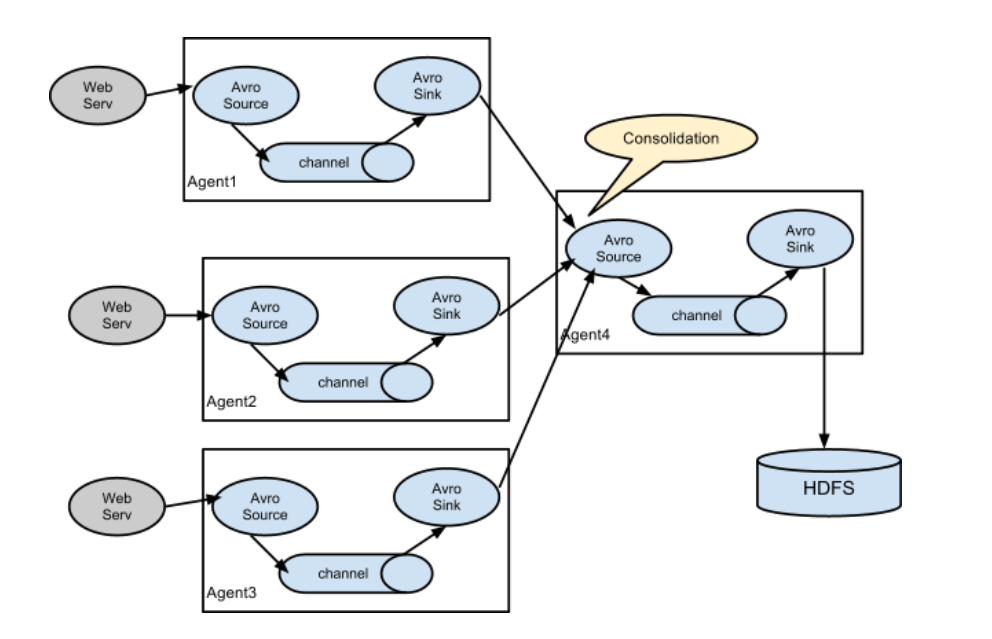 Web
Serv
Avro
Source
Avro
Sink
channel
Agent1
Consolidation
Web
Serv
Avro
Source
Avro
Sink
channel
Agent2
Avro
Source
Avro
Sink
channel
Agent4
Web
Serv
Avro
Source
Avro
Sink
channel
Agent3
HDFS